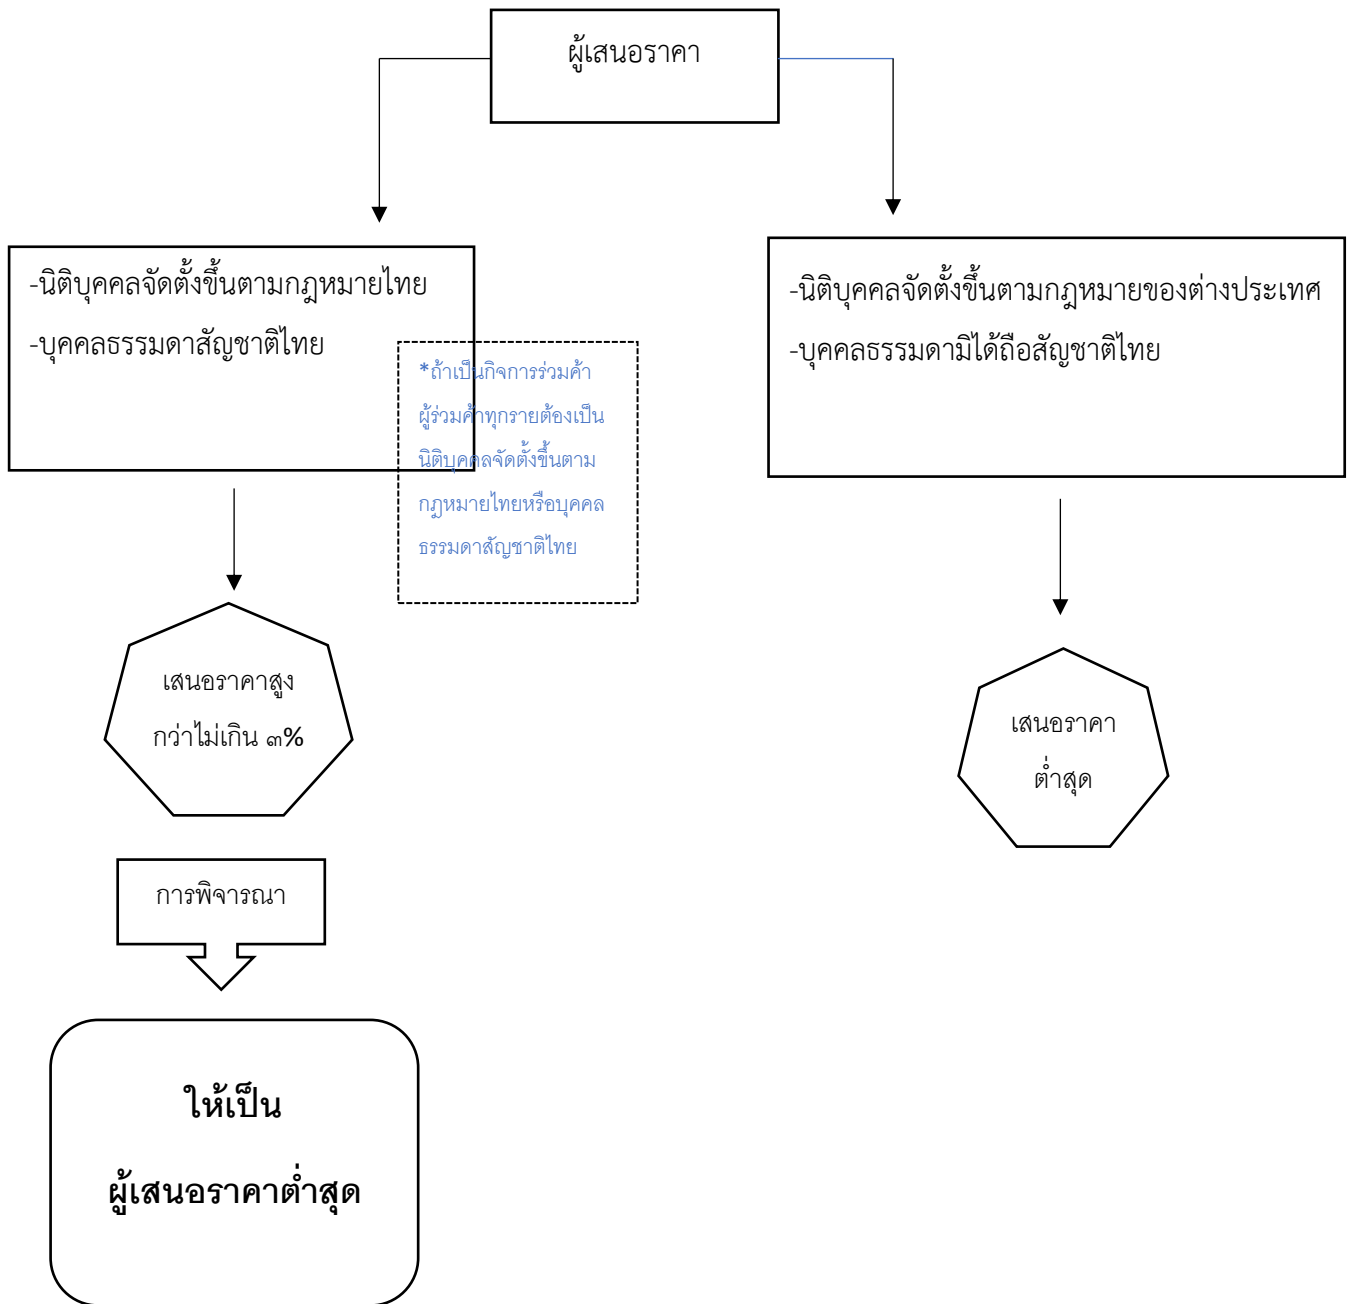 ผู้เสนอราคา
-นิติบุคคลจัดตั้งขึ้นตามกฎหมายไทย
-บุคคลธรรมดาสัญชาติไทย
*ถ้าเป็นกิจการร่วมค้า
ผู้ร่วมค้าทุกรายต้องเป็น
นิติบุคคลจัดตั้งขึ้นตาม
กฎหมายไทยหรือบุคคล
ธรรมดาสัญชาติไทย
-นิติบุคคลจัดตั้งขึ้นตามกฎหมายของต่างประเทศ
-บุคคลธรรมดามิได้ถือสัญชาติไทย
เสนอราคาสูง
กว่าไม่เกิน ๓%
เสนอราคา
ต่ำสุด
การพิจารณา
ให้เป็น
ผู้เสนอราคาต่ำสุด